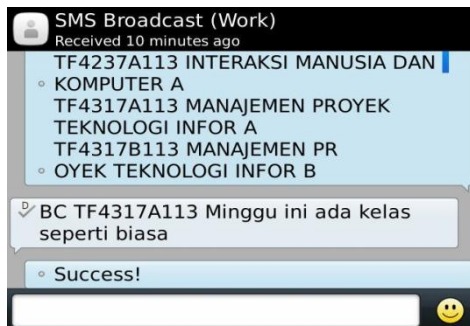 SMS Broadcast (Work)
Received 10 minutes ago
TF4237A113 INTERAKSI MANUSIA DAN
KOMPUTER A
TF4317A113 MANAJEMEN PROYEK
TEKNOLOGI INFOR A
TF4317B113 MANAJEMEN PR
OYEK TEKNOLOGI INFOR B
D BC TF4317A113 Minggu ini ada kelas
seperti biasa
Success!